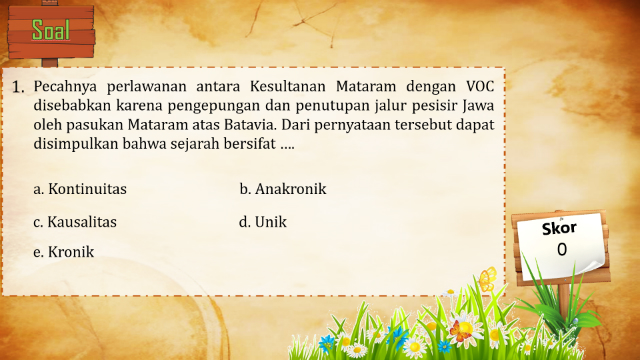 Soal
1. Pecahnya perlawanan antara Kesultanan Mataram dengan VOC
disebabkan karena pengepungan dan penutupan jalur pesisir Jawa
oleh pasukan Mataram atas Batavia. Dari pernyataan tersebut dapat
disimpulkan bahwa sejarah bersifat ....
a. Kontinuitas b. Anakronik
c. Kausalitas d. Unik
e. Kronik
Skor
0